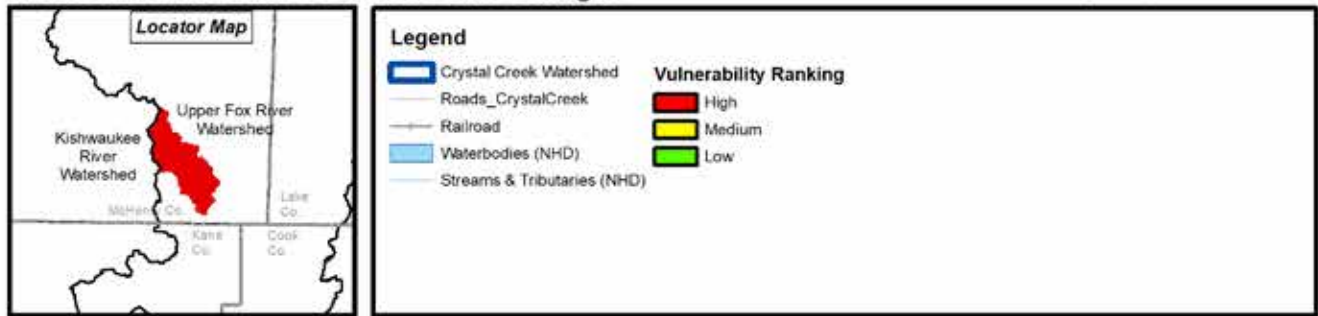 Locator Map
Upper Fox River
Watershed
Kishwaukee
River
Watershed
McHenry Co.
Lake
Co.
Kane
Co.
Cook
Co.
Legend
Crystal Creek Watershed
Roads_CrystalCreek
Railroad
Waterbodies (NHD)
Streams & Tributaries (NHD)
Vulnerability Ranking
High
Medium
Low